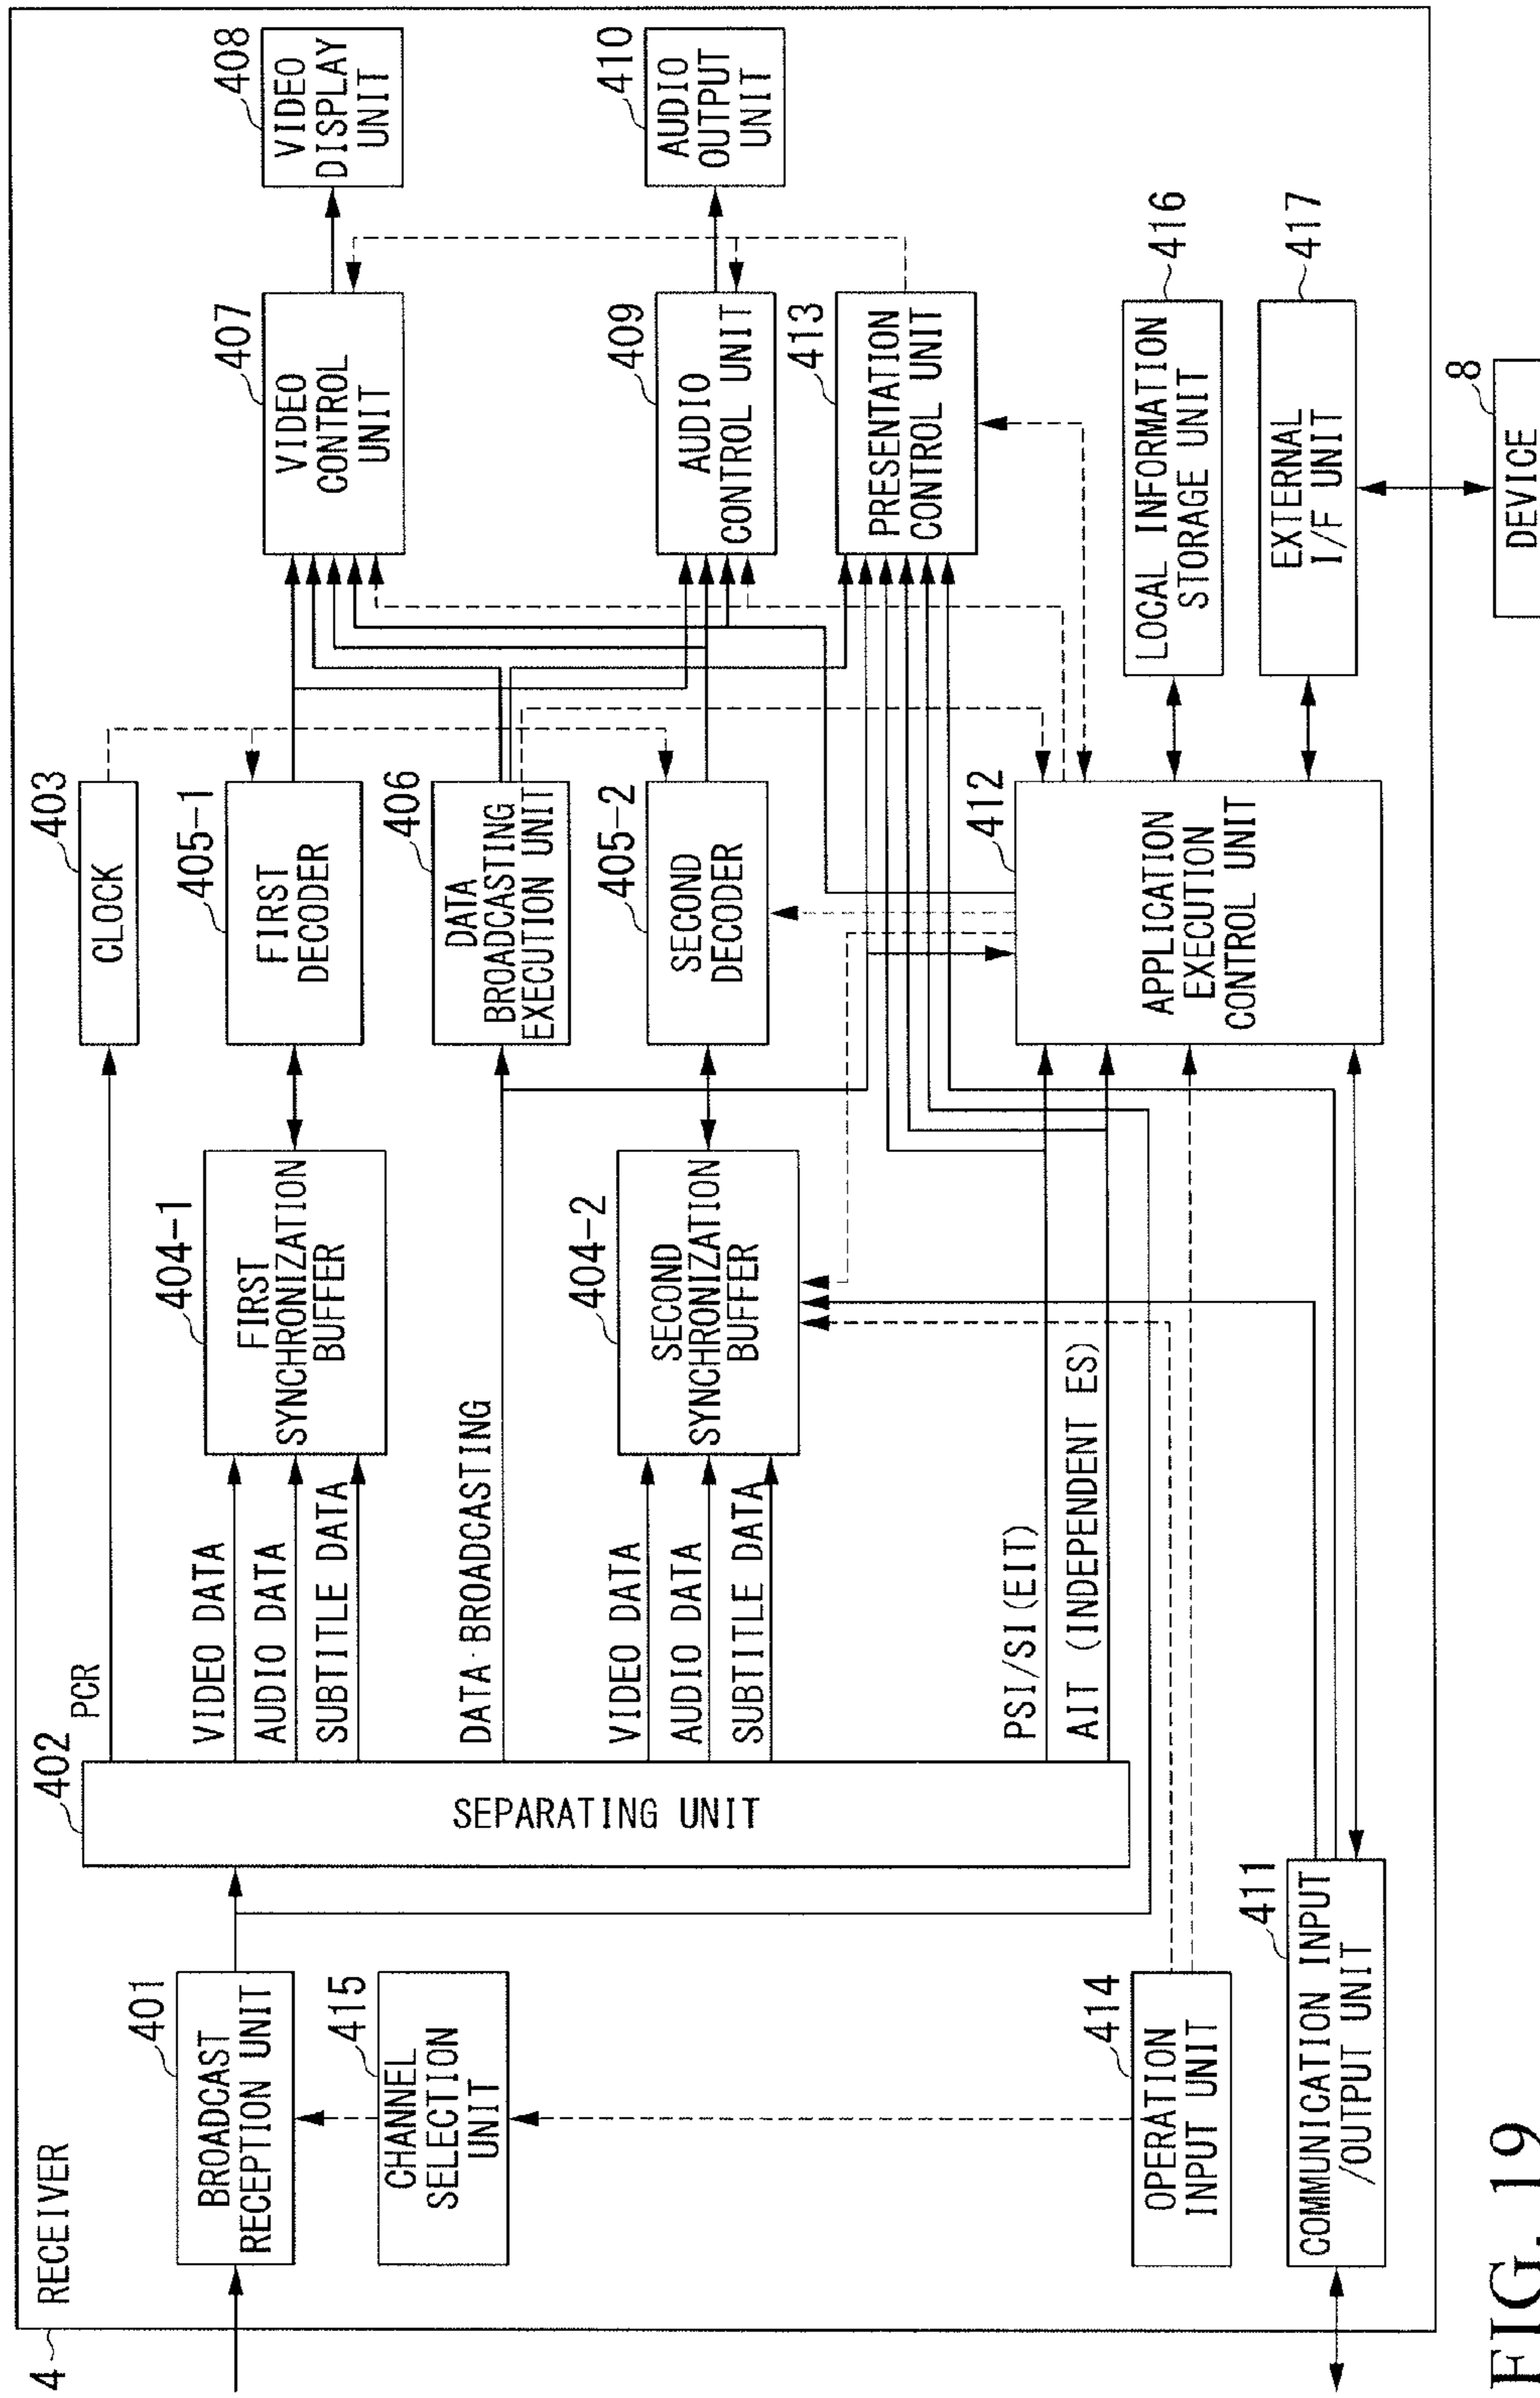 4
RECEIVER
401
BROADCAST
RECEPTION UNIT
415
CHANNEL
SELECTION
UNIT
414
OPERATION
INPUT UNIT
411
COMMUNICATION INPUT
/OUTPUT UNIT
402
SEPARATING UNIT
PCR
VIDEO DATA
AUDIO DATA
SUBTITLE DATA
DATA BROADCASTING
VIDEO DATA
AUDIO DATA
SUBTITLE DATA
PSI/SI(EIT)
AIT (INDEPENDENT ES)
404-1
FIRST
SYNCHRONIZATION
BUFFER
404-2
SECOND
SYNCHRONIZATION
BUFFER
403
CLOCK
405-1
FIRST
DECODER
406
DATA
BROADCASTING
EXECUTION UNIT
405-2
SECOND
DECODER
412
APPLICATION
EXECUTION
CONTROL UNIT
407
VIDEO
CONTROL
UNIT
409
AUDIO
CONTROL UNIT
413
PRESENTATION
CONTROL UNIT
LOCAL INFORMATION
STORAGE UNIT
416
EXTERNAL
I/F UNIT
417
408
VIDEO
DISPLAY
UNIT
410
AUDIO
OUTPUT
UNIT
8
DEVICE
FIG. 19